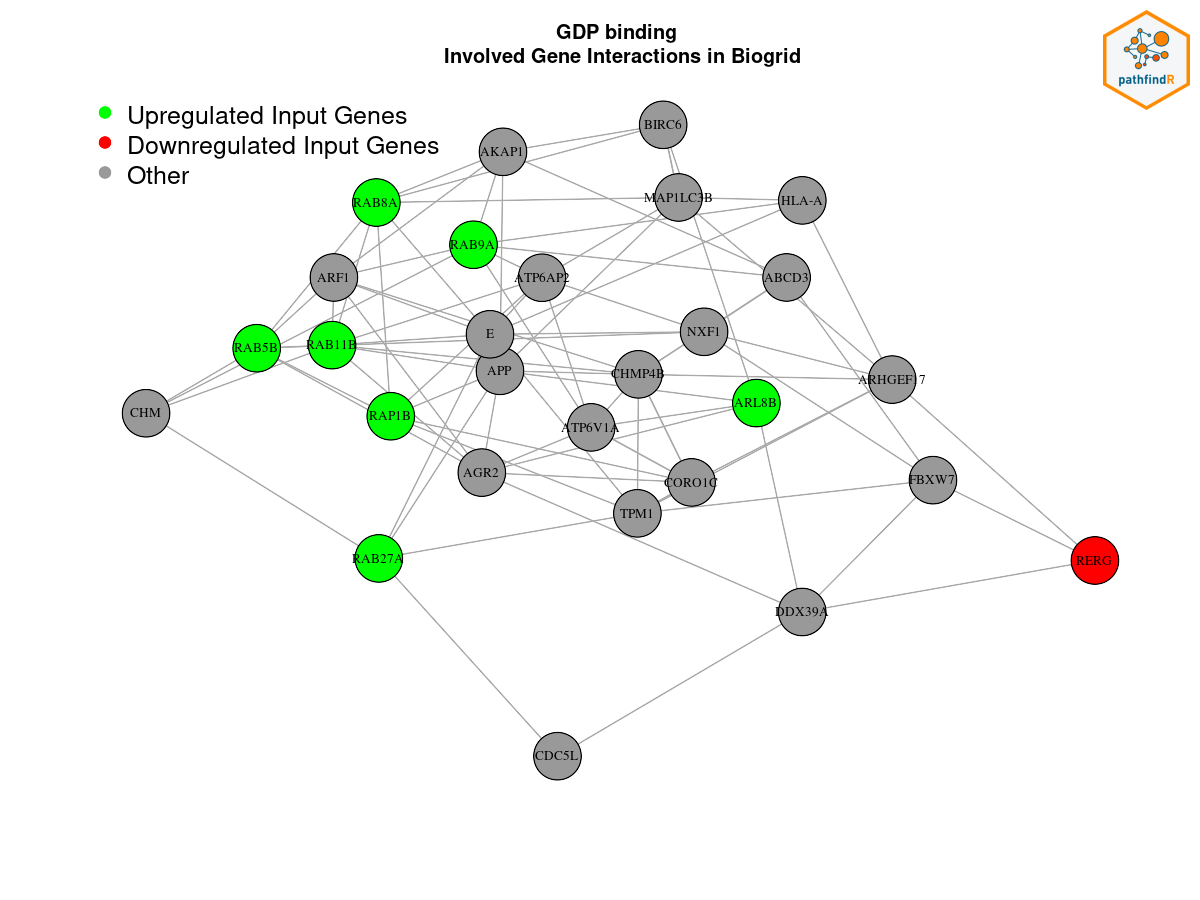 GDP binding
Involved Gene Interactions in Biogrid
pathfindR
Upregulated Input Genes
Downregulated Input Genes
Other
BIRC6
AKAP1
RAB8A
MAP1LC3B
HLA-A
RAB9A
ARF1
ATP6AP2
ABCD3
E
NXF1
RAB5B
RAB11B
APP
CHMP4B
ARHGEF17
ARL8B
CHM
RAP1B
ATP6V1A
AGR2
CORO1C
FBXW7
TPM1
RAB27A
RERG
DDX39A
CDC5L